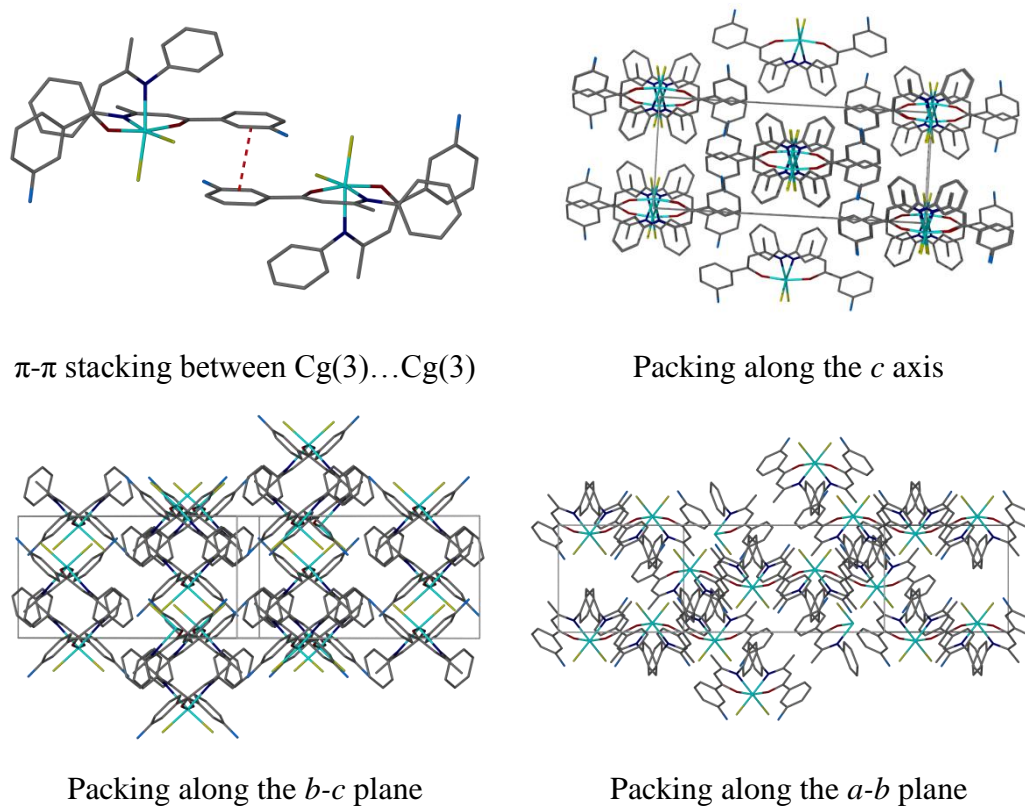 π-π stacking between Cg(3)…Cg(3)
Packing along the c axis
Packing along the b-c plane
Packing along the a-b plane